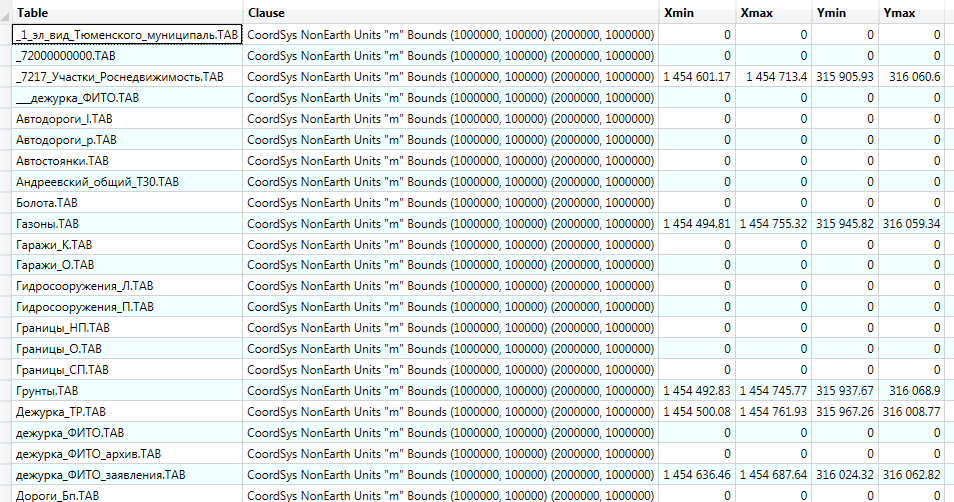 Table Clause Xmin Xmax Ymin Ymax
_1_эл_вид_Тюменского_муниципаль.TAB CoordSys NonEarth Units "m" Bounds (1000000, 100000) (2000000, 1000000) 0 0 0 0
_72000000000.TAB CoordSys NonEarth Units "m" Bounds (1000000, 100000) (2000000, 1000000) 0 0 0 0
_7217_Участки_Роснедвижимость.TAB CoordSys NonEarth Units "m" Bounds (1000000, 100000) (2000000, 1000000) 1 454 601.17 1 454 713.4 315 905.93 316 060.6
___дежурка_ФИТО.TAB CoordSys NonEarth Units "m" Bounds (1000000, 100000) (2000000, 1000000) 0 0 0 0
Автодороги_l.TAB CoordSys NonEarth Units "m" Bounds (1000000, 100000) (2000000, 1000000) 0 0 0 0
Автодороги_р.TAB CoordSys NonEarth Units "m" Bounds (1000000, 100000) (2000000, 1000000) 0 0 0 0
Автостоянки.TAB CoordSys NonEarth Units "m" Bounds (1000000, 100000) (2000000, 1000000) 0 0 0 0
Андреевский_общий_Т30.TAB CoordSys NonEarth Units "m" Bounds (1000000, 100000) (2000000, 1000000) 0 0 0 0
Болота.TAB CoordSys NonEarth Units "m" Bounds (1000000, 100000) (2000000, 1000000) 0 0 0 0
Газоны.TAB CoordSys NonEarth Units "m" Bounds (1000000, 100000) (2000000, 1000000) 1 454 494.81 1 454 755.32 315 945.82 316 059.34
Гаражи_К.TAB CoordSys NonEarth Units "m" Bounds (1000000, 100000) (2000000, 1000000) 0 0 0 0
Гаражи_О.TAB CoordSys NonEarth Units "m" Bounds (1000000, 100000) (2000000, 1000000) 0 0 0 0
Гидросооружения_Л.TAB CoordSys NonEarth Units "m" Bounds (1000000, 100000) (2000000, 1000000) 0 0 0 0
Гидросооружения_П.TAB CoordSys NonEarth Units "m" Bounds (1000000, 100000) (2000000, 1000000) 0 0 0 0
Границы_НП.TAB CoordSys NonEarth Units "m" Bounds (1000000, 100000) (2000000, 1000000) 0 0 0 0
Границы_О.TAB CoordSys NonEarth Units "m" Bounds (1000000, 100000) (2000000, 1000000) 0 0 0 0
Границы_СП.TAB CoordSys NonEarth Units "m" Bounds (1000000, 100000) (2000000, 1000000) 0 0 0 0
Грунты.TAB CoordSys NonEarth Units "m" Bounds (1000000, 100000) (2000000, 1000000) 1 454 492.83 1 454 745.77 315 937.67 316 068.9
Дежурка_ТР.TAB CoordSys NonEarth Units "m" Bounds (1000000, 100000) (2000000, 1000000) 1 454 500.08 1 454 761.93 315 967.26 316 008.77
дежурка_ФИТО.TAB CoordSys NonEarth Units "m" Bounds (1000000, 100000) (2000000, 1000000) 0 0 0 0
дежурка_ФИТО_архив.TAB CoordSys NonEarth Units "m" Bounds (1000000, 100000) (2000000, 1000000) 0 0 0 0
дежурка_ФИТО_заявления.TAB CoordSys NonEarth Units "m" Bounds (1000000, 100000) (2000000, 1000000) 1 454 636.46 1 454 687.64 316 024.32 316 062.82
Дороги_Бп.TAB CoordSys NonEarth Units "m" Bounds (1000000, 100000) (2000000, 1000000) 0 0 0 0